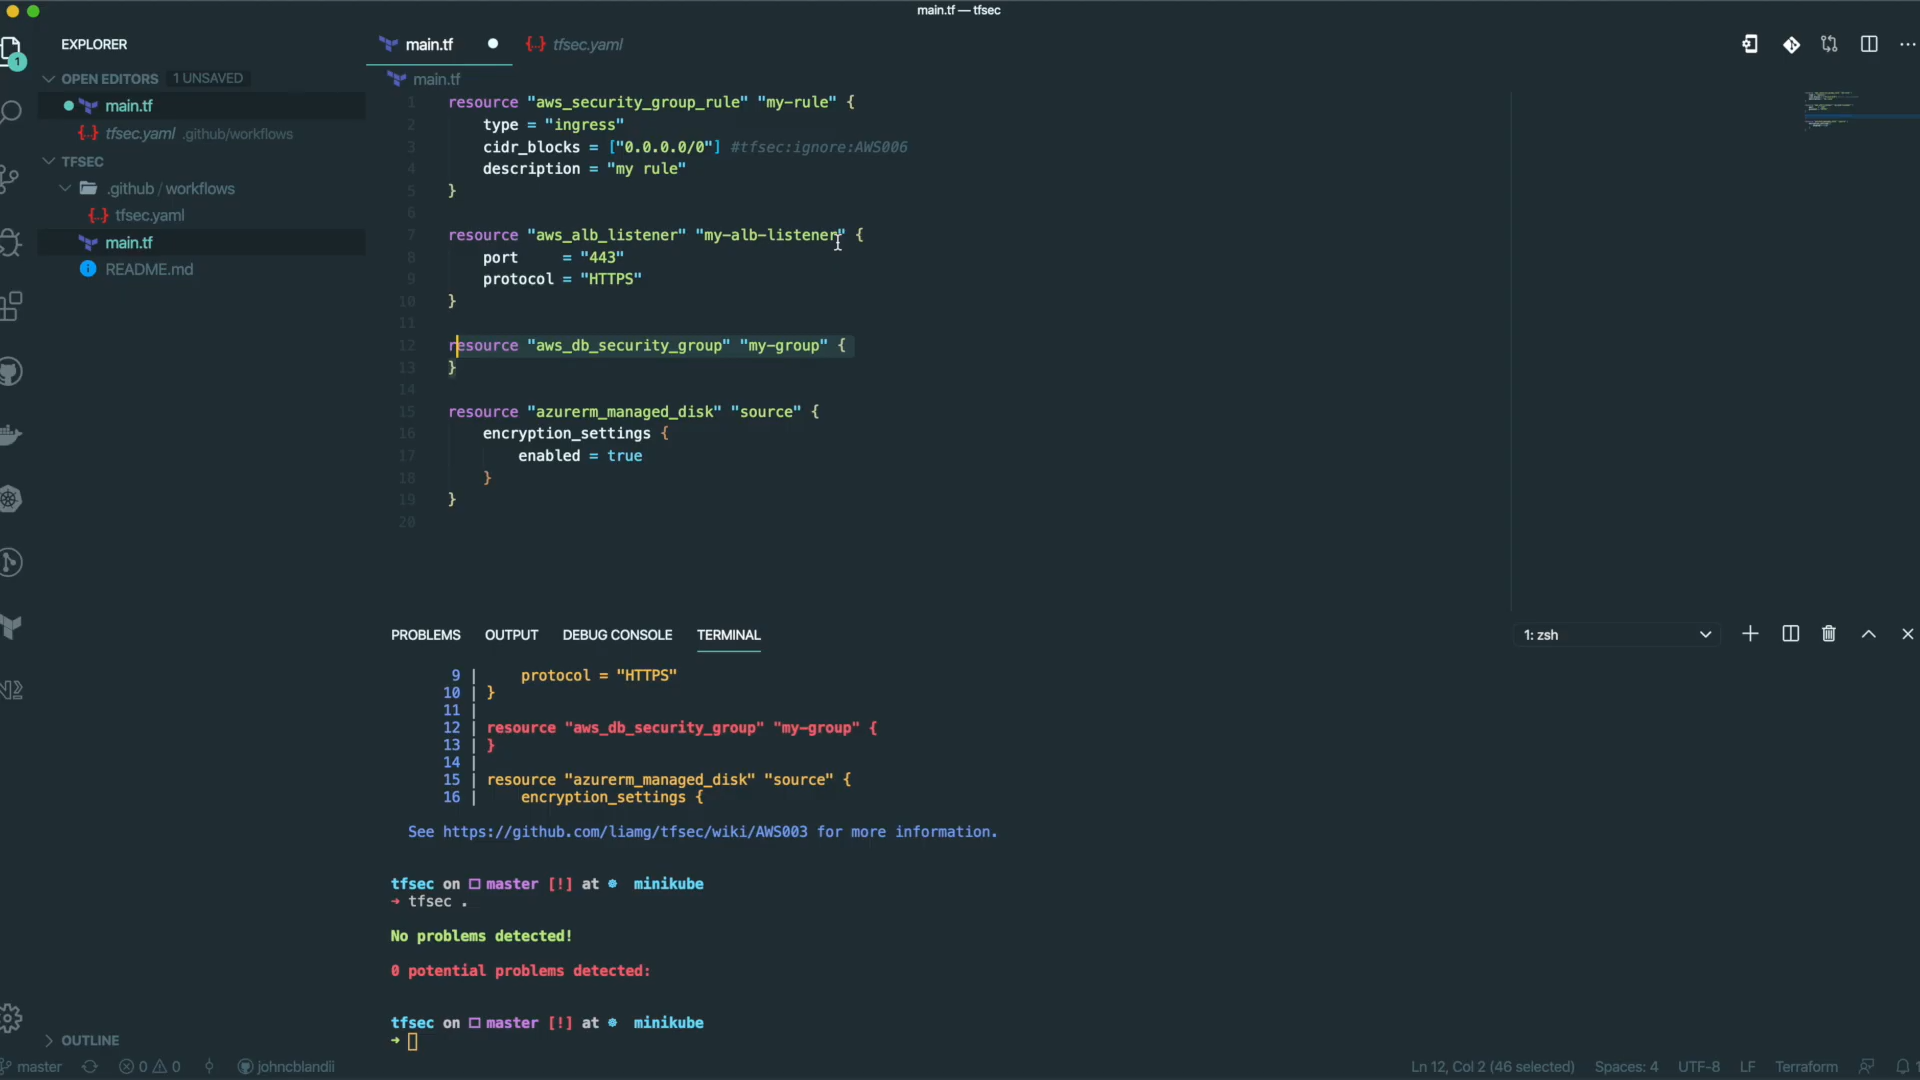 main.tf — tfsec
EXPLORER
main.tf
{..} tfsec.yaml
1
OPEN EDITORS 1 UNSAVED
main.tf
main.tf
{..} tfsec.yaml .github/workflows
TFSEC
.github / workflows
{..} tfsec.yaml
main.tf
README.md
1 resource "aws_security_group_rule" "my-rule" {
2 type = "ingress"
3 cidr_blocks = ["0.0.0.0/0"] #tfsec:ignore:AWS006
4 description = "my rule"
5 }
6
7 resource "aws_alb_listener" "my-alb-listener" {
8 port     = "443"
9 protocol = "HTTPS"
10 }
11
12 resource "aws_db_security_group" "my-group" {
13 }
14
15 resource "azurerm_managed_disk" "source" {
16 encryption_settings {
17 enabled = true
18 }
19 }
20
PROBLEMS OUTPUT DEBUG CONSOLE TERMINAL
1: zsh
9 |     protocol = "HTTPS"
10 | }
11 |
12 | resource "aws_db_security_group" "my-group" {
13 | }
14 |
15 | resource "azurerm_managed_disk" "source" {
16 |     encryption_settings {
See https://github.com/liamg/tfsec/wiki/AWS003 for more information.
tfsec on master [!] at ☸ minikube
➜ tfsec .
No problems detected!
0 potential problems detected:
tfsec on master [!] at ☸ minikube
➜
OUTLINE
master 0 0 johncblandii
Ln 12, Col 2 (46 selected) Spaces: 4 UTF-8 LF Terraform